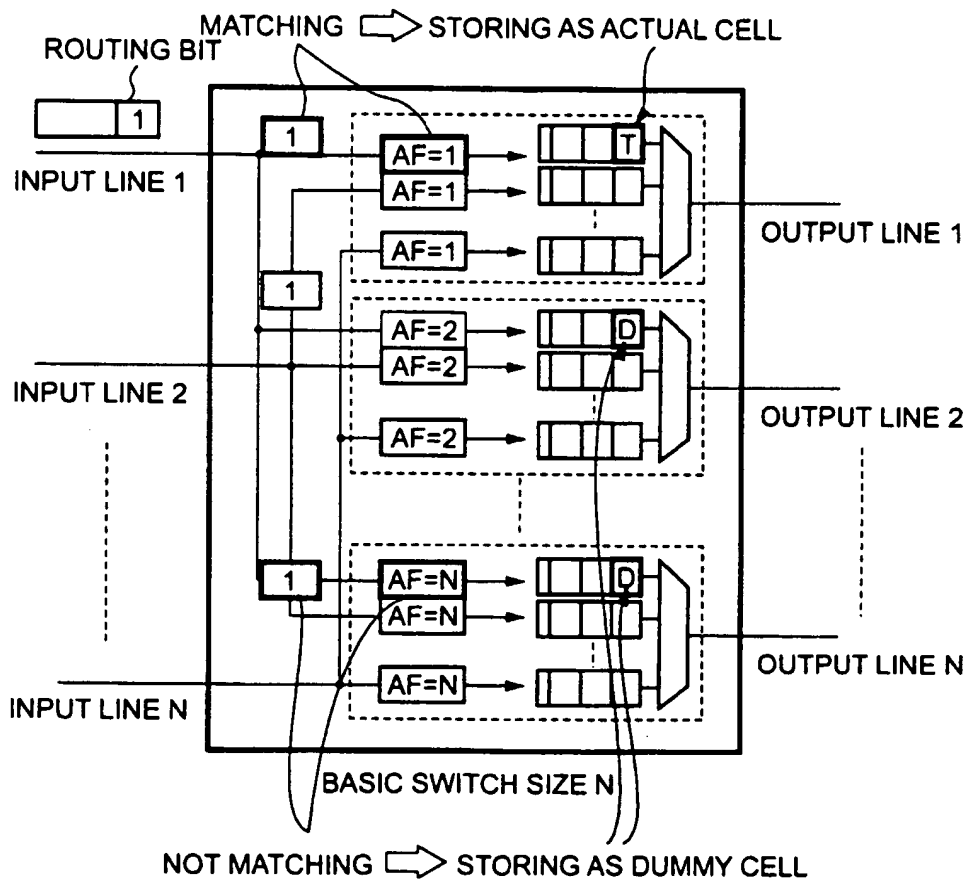 MATCHING ⇨ STORING AS ACTUAL CELL
ROUTING BIT
1
1
T
INPUT LINE 1
AF=1
AF=1
OUTPUT LINE 1
AF=1
1
AF=2
D
INPUT LINE 2
AF=2
OUTPUT LINE 2
AF=2
1
AF=N
D
AF=N
OUTPUT LINE N
INPUT LINE N
AF=N
BASIC SWITCH SIZE N
NOT MATCHING ⇨ STORING AS DUMMY CELL